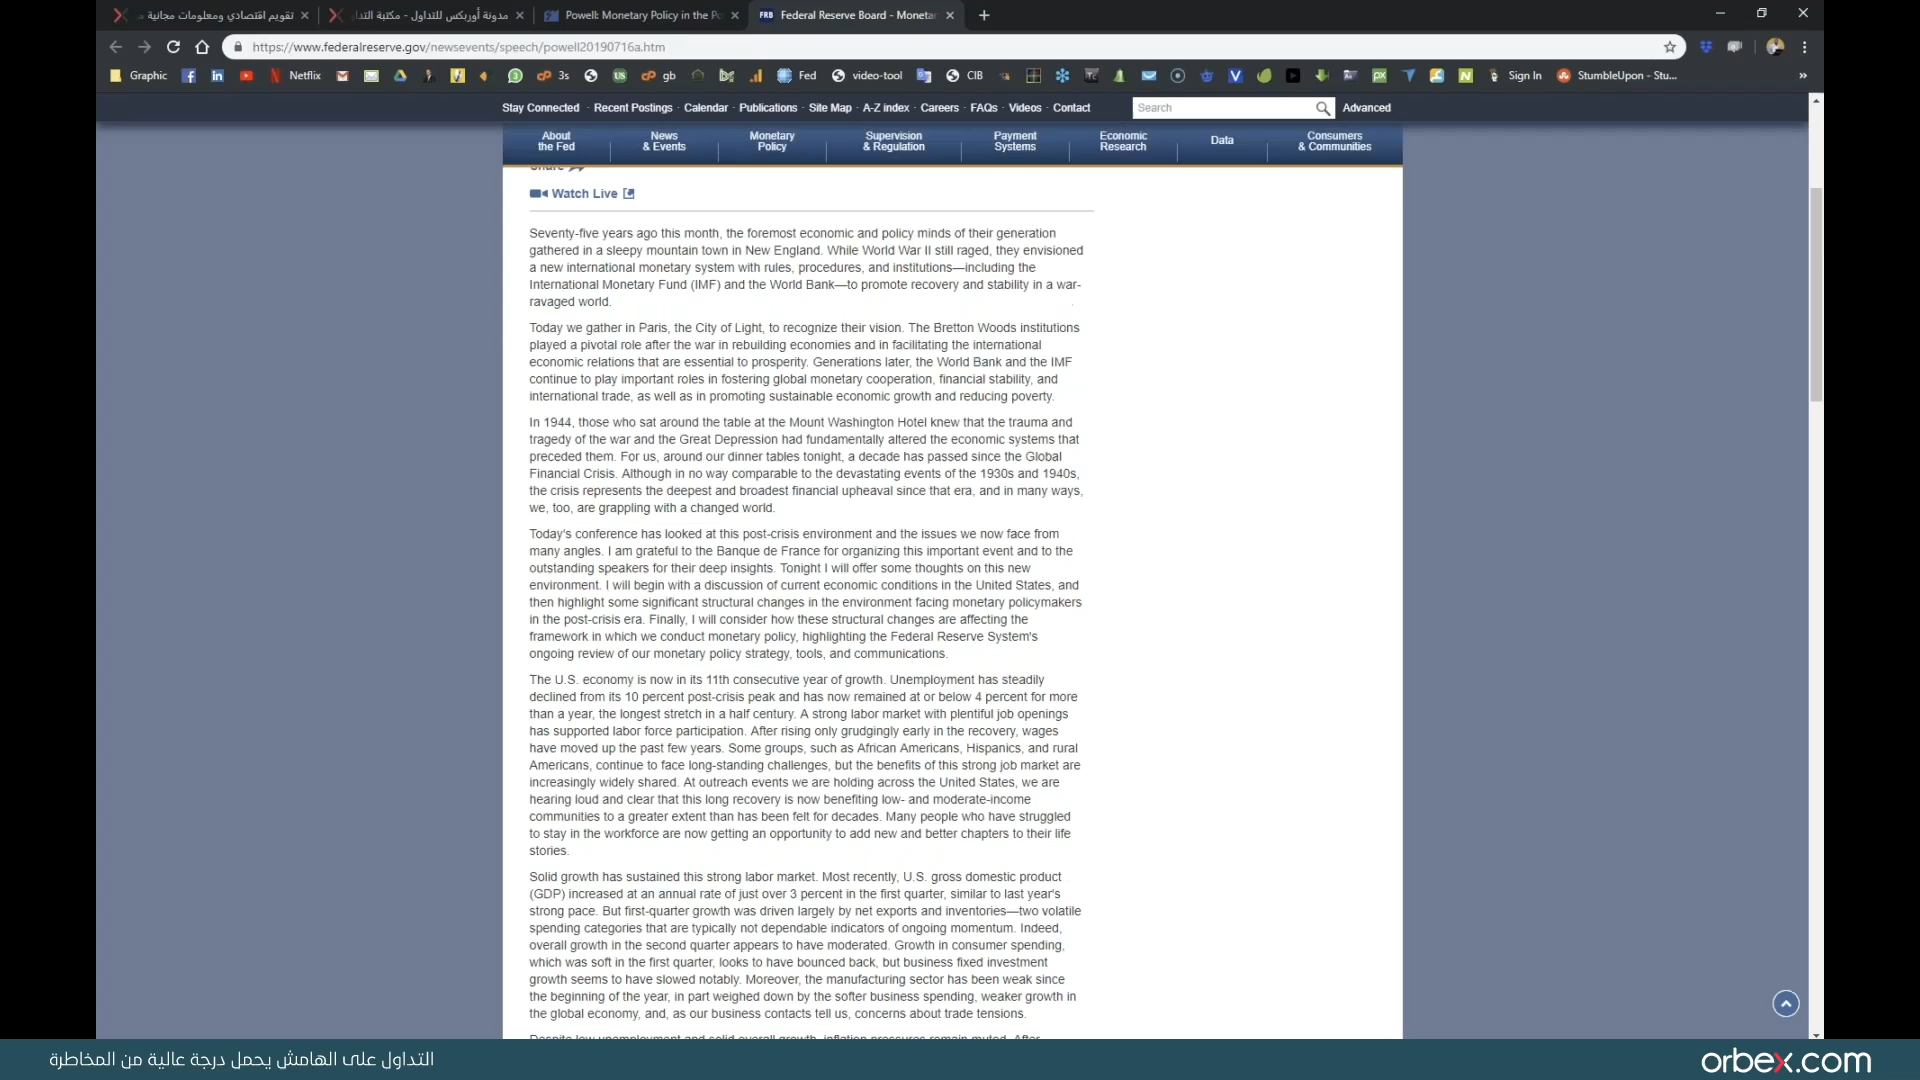 تقويم اقتصادي ومعلومات مجانية
مدونة أوربكس للتداول - مكتبة التدا
Powell: Monetary Policy in the Po
FRB Federal Reserve Board - Monetar
https://www.federalreserve.gov/newsevents/speech/powell20190716a.htm
Graphic Netflix 3s gb Fed video-tool CIB Sign In StumbleUpon - Stu...
Stay Connected Recent Postings Calendar Publications Site Map A-Z index Careers FAQs Videos Contact Search Advanced
About the Fed
News & Events
Monetary Policy
Supervision & Regulation
Payment Systems
Economic Research
Data
Consumers & Communities
Share
Watch Live
Seventy-five years ago this month, the foremost economic and policy minds of their generation
gathered in a sleepy mountain town in New England. While World War II still raged, they envisioned
a new international monetary system with rules, procedures, and institutions—including the
International Monetary Fund (IMF) and the World Bank—to promote recovery and stability in a war-
ravaged world.
Today we gather in Paris, the City of Light, to recognize their vision. The Bretton Woods institutions
played a pivotal role after the war in rebuilding economies and in facilitating the international
economic relations that are essential to prosperity. Generations later, the World Bank and the IMF
continue to play important roles in fostering global monetary cooperation, financial stability, and
international trade, as well as in promoting sustainable economic growth and reducing poverty.
In 1944, those who sat around the table at the Mount Washington Hotel knew that the trauma and
tragedy of the war and the Great Depression had fundamentally altered the economic systems that
preceded them. For us, around our dinner tables tonight, a decade has passed since the Global
Financial Crisis. Although in no way comparable to the devastating events of the 1930s and 1940s,
the crisis represents the deepest and broadest financial upheaval since that era, and in many ways,
we, too, are grappling with a changed world.
Today's conference has looked at this post-crisis environment and the issues we now face from
many angles. I am grateful to the Banque de France for organizing this important event and to the
outstanding speakers for their deep insights. Tonight I will offer some thoughts on this new
environment. I will begin with a discussion of current economic conditions in the United States, and
then highlight some significant structural changes in the environment facing monetary policymakers
in the post-crisis era. Finally, I will consider how these structural changes are affecting the
framework in which we conduct monetary policy, highlighting the Federal Reserve System's
ongoing review of our monetary policy strategy, tools, and communications.
The U.S. economy is now in its 11th consecutive year of growth. Unemployment has steadily
declined from its 10 percent post-crisis peak and has now remained at or below 4 percent for more
than a year, the longest stretch in a half century. A strong labor market with plentiful job openings
has supported labor force participation. After rising only grudgingly early in the recovery, wages
have moved up the past few years. Some groups, such as African Americans, Hispanics, and rural
Americans, continue to face long-standing challenges, but the benefits of this strong job market are
increasingly widely shared. At outreach events we are holding across the United States, we are
hearing loud and clear that this long recovery is now benefiting low- and moderate-income
communities to a greater extent than has been felt for decades. Many people who have struggled
to stay in the workforce are now getting an opportunity to add new and better chapters to their life
stories.
Solid growth has sustained this strong labor market. Most recently, U.S. gross domestic product
(GDP) increased at an annual rate of just over 3 percent in the first quarter, similar to last year's
strong pace. But first-quarter growth was driven largely by net exports and inventories—two volatile
spending categories that are typically not dependable indicators of ongoing momentum. Indeed,
overall growth in the second quarter appears to have moderated. Growth in consumer spending,
which was soft in the first quarter, looks to have bounced back, but business fixed investment
growth seems to have slowed notably. Moreover, the manufacturing sector has been weak since
the beginning of the year, in part weighed down by the softer business spending, weaker growth in
the global economy, and, as our business contacts tell us, concerns about trade tensions.
Despite low unemployment and solid overall growth, inflation pressures remain muted. After
التداول على الهامش يحمل درجة عالية من المخاطرة
orbex.com